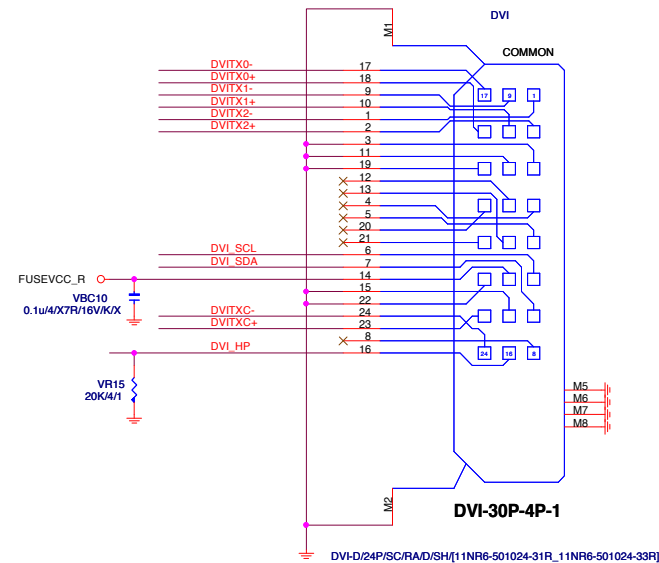 DVI
M1
COMMON
DVITX0- 17
DVITX0+ 18
DVITX1- 9
DVITX1+ 10
DVITX2- 1
DVITX2+ 2
17 9 1
3
11
19
12
13
4
5
20
21
DVI_SCL 6
DVI_SDA 7
FUSEVCC_R 14
15
VBC10
0.1u/4/X7R/16V/K/X
22
DVITXC- 24
DVITXC+ 23
8
DVI_HP 16
24 16 8
VR15
20K/4/1
M5
M6
M7
M8
M2
DVI-30P-4P-1
DVI-D/24P/SC/RA/D/SH/[11NR6-501024-31R_11NR6-501024-33R]